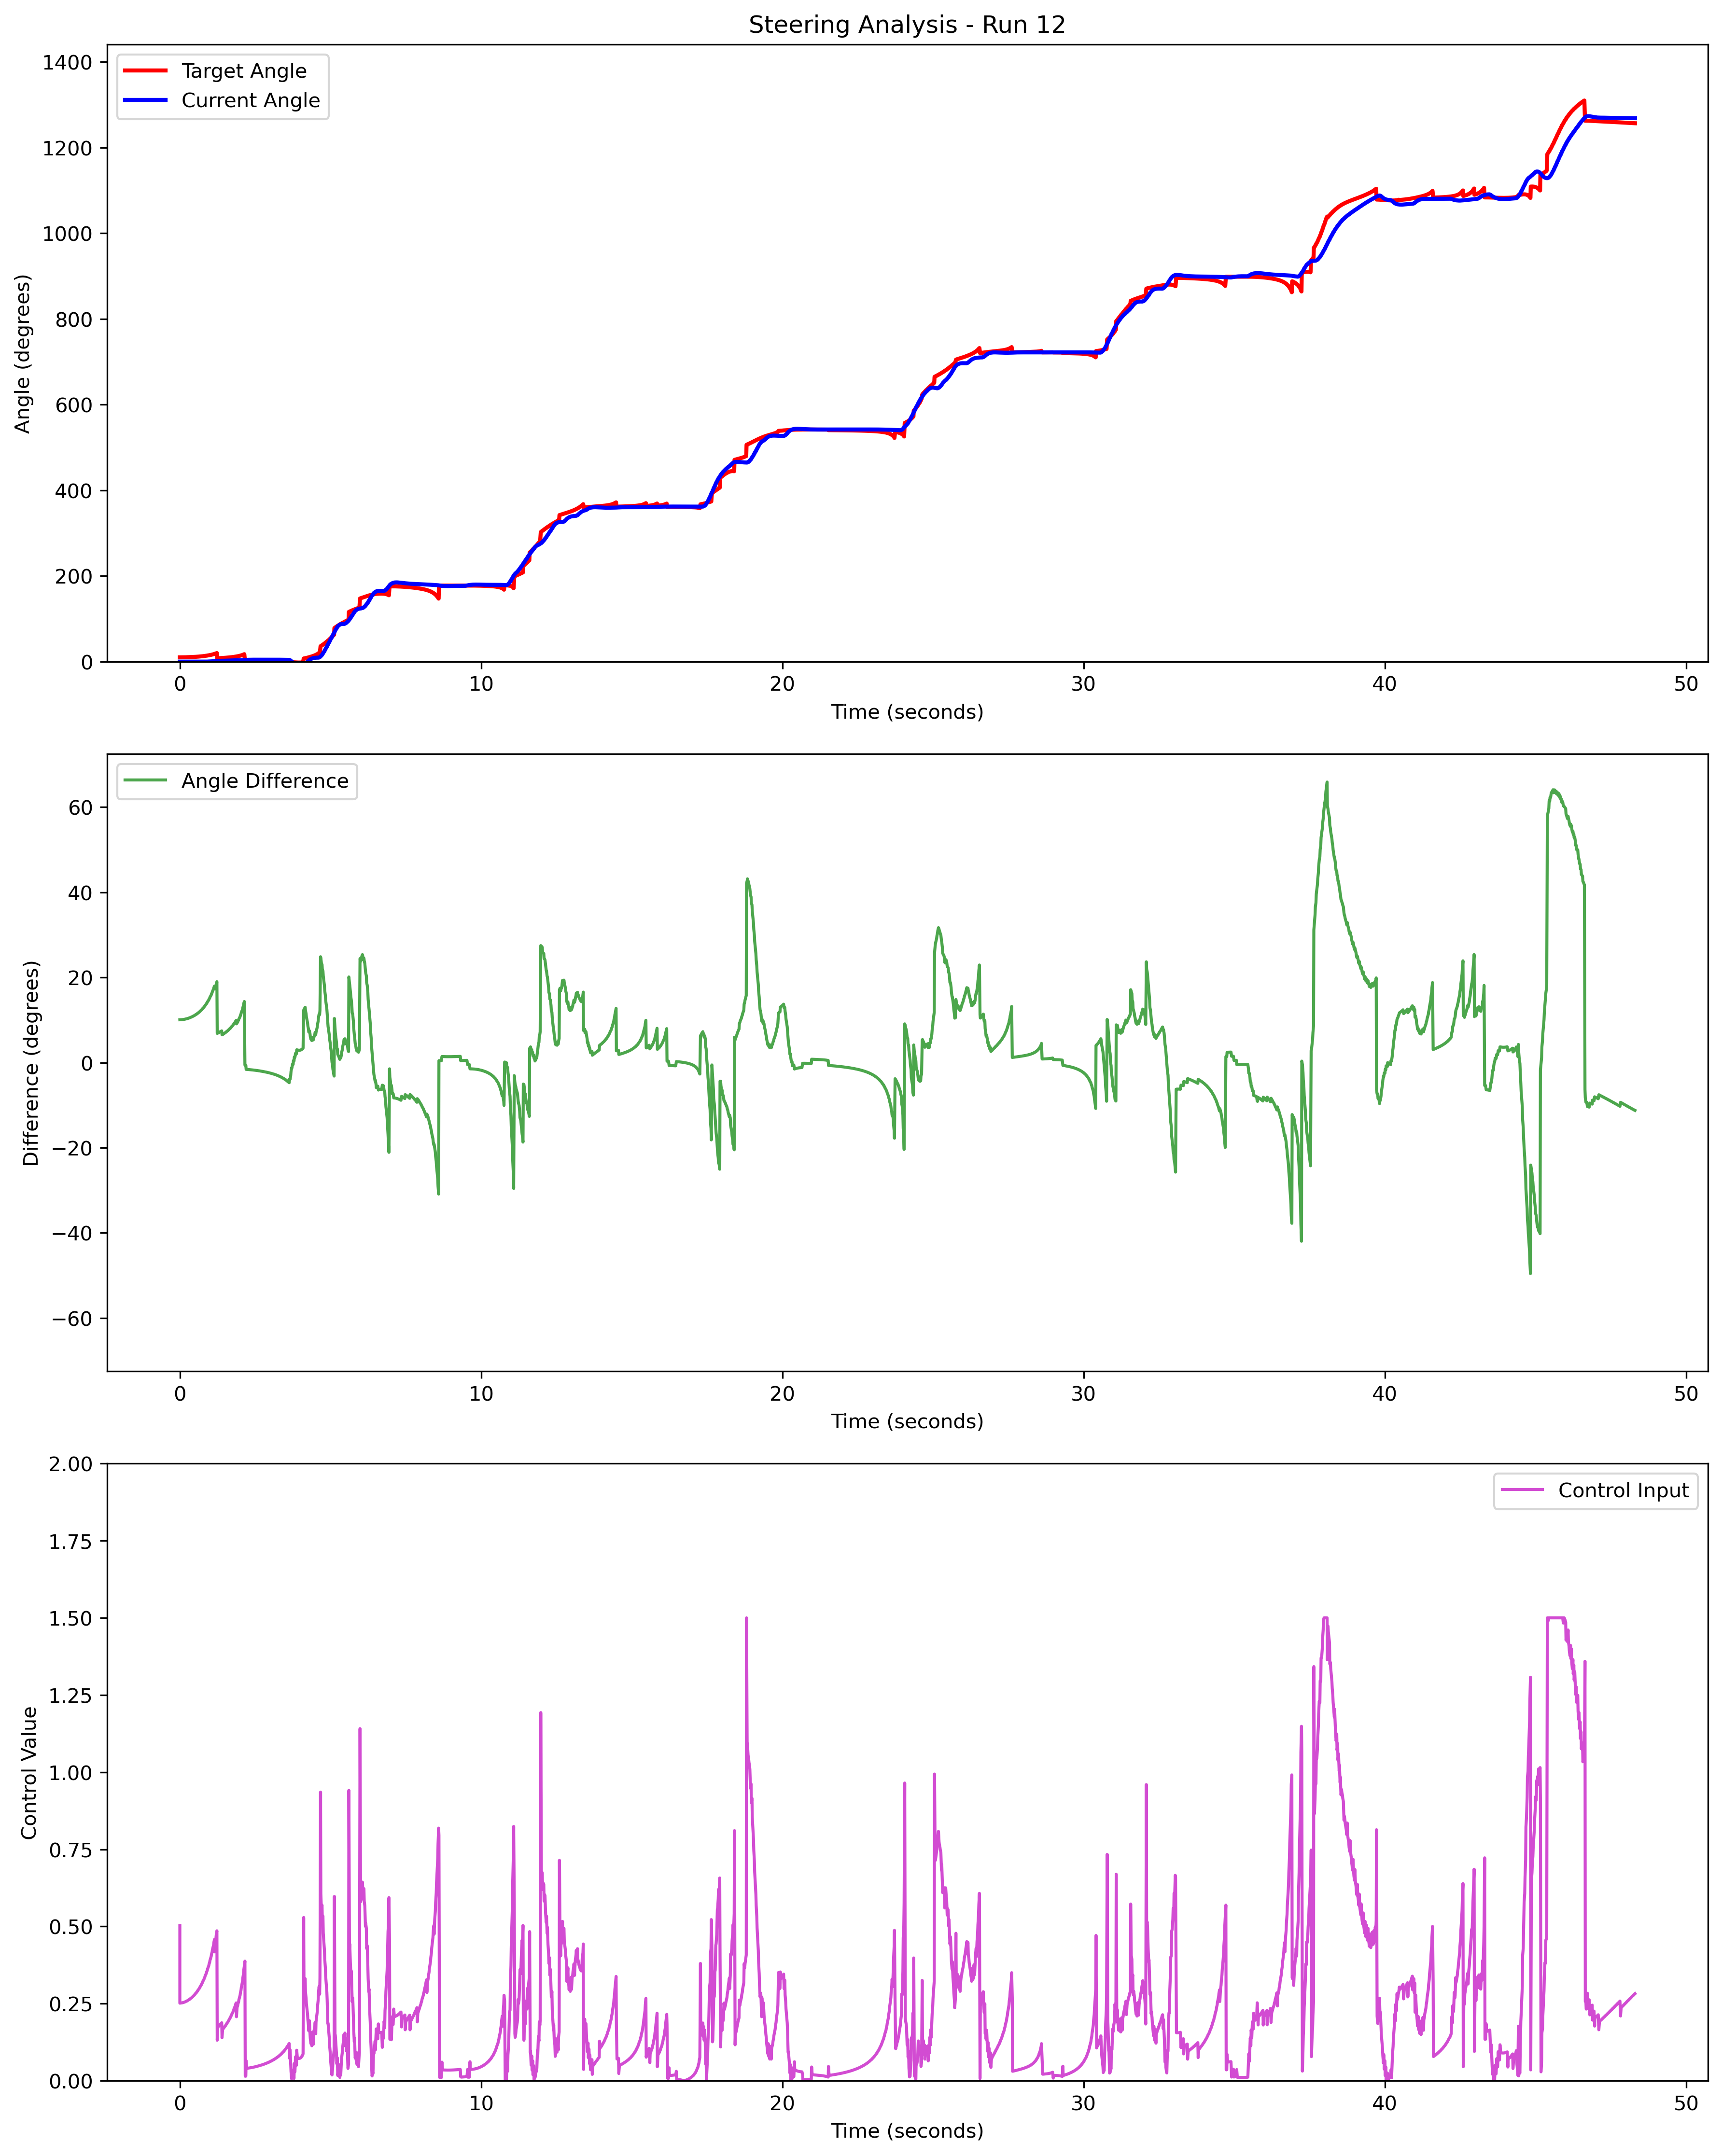 Steering Analysis - Run 12
1400
1200
1000
800
600
400
200
0
Angle (degrees)
Target Angle
Current Angle
0 10 20 30 40 50
Time (seconds)
60
40
20
0
−20
−40
−60
Difference (degrees)
Angle Difference
0 10 20 30 40 50
Time (seconds)
2.00
1.75
1.50
1.25
1.00
0.75
0.50
0.25
0.00
Control Value
Control Input
0 10 20 30 40 50
Time (seconds)